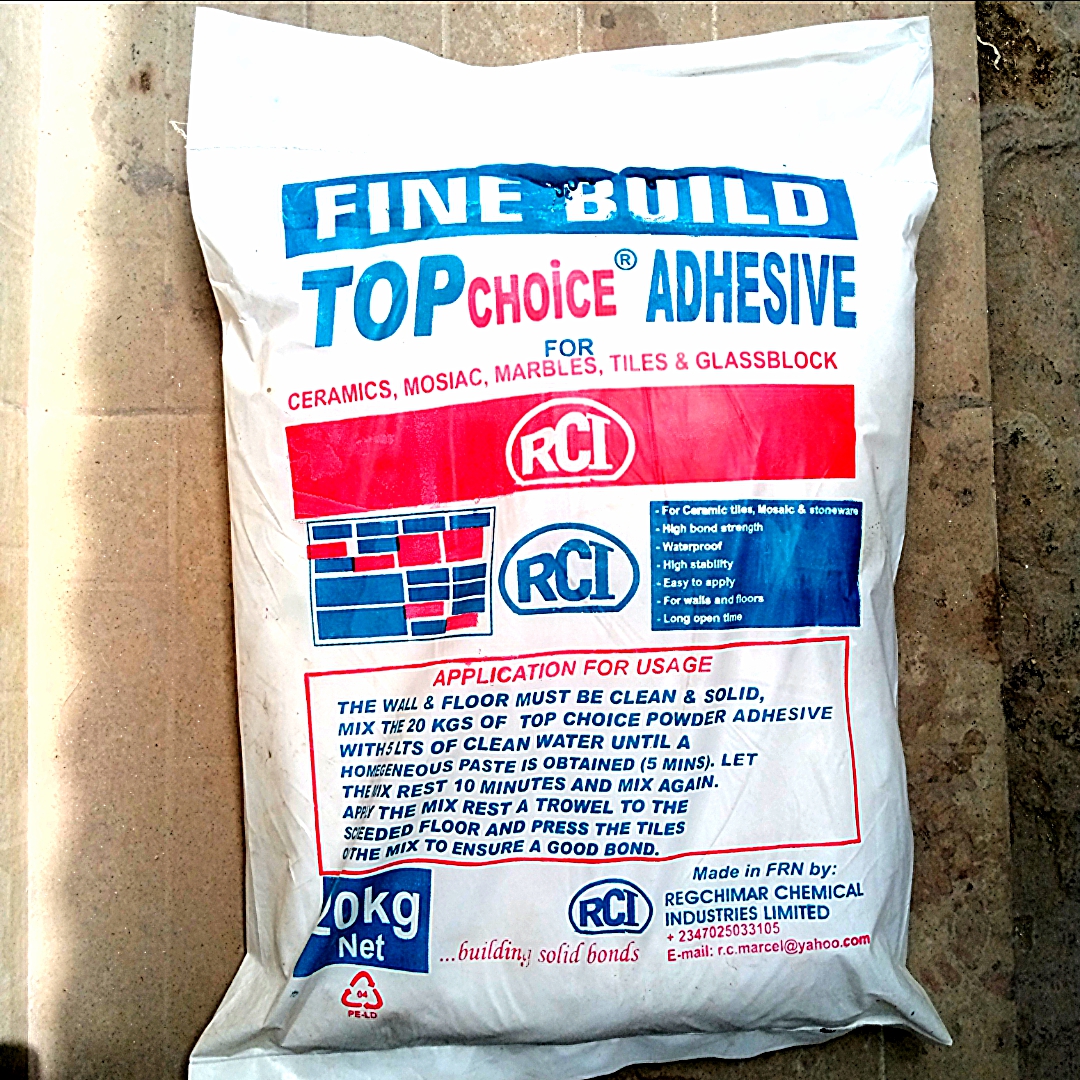 FINE BUILD
TOP CHOICE® ADHESIVE
FOR
CERAMICS, MOSIAC, MARBLES, TILES & GLASSBLOCK
RCI
RCI
- For Ceramic tiles, Mosaic & stoneware
- High bond strength
- Waterproof
- High stability
- Easy to apply
- For walls and floors
- Long open time
APPLICATION FOR USAGE
THE WALL & FLOOR MUST BE CLEAN & SOLID,
MIX THE 20 KGS OF TOP CHOICE POWDER ADHESIVE
WITH 5LTS OF CLEAN WATER UNTIL A
HOMEGENEOUS PASTE IS OBTAINED (5 MINS). LET
THE MIX REST 10 MINUTES AND MIX AGAIN.
APPLY THE MIX REST A TROWEL TO THE
SCEEDED FLOOR AND PRESS THE TILES
THE MIX TO ENSURE A GOOD BOND.
20kg
Net
RCI
...building solid bonds
Made in FRN by:
REGCHIMAR CHEMICAL
INDUSTRIES LIMITED
+ 2347025033105
E-mail: r.c.marcel@yahoo.com
04
PE-LD